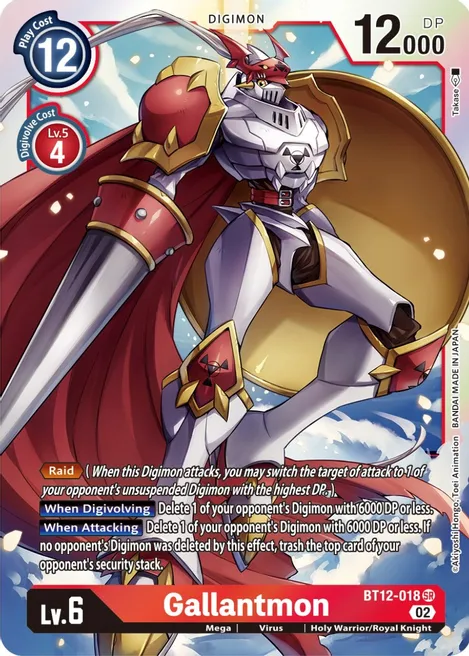 DIGIMON
Play Cost
12
DP
12000
Digivolve Cost
Lv.5
4
Takase
Raid ( When this Digimon attacks, you may switch the target of attack to 1 of
your opponent's unsuspended Digimon with the highest DP.)
When Digivolving Delete 1 of your opponent's Digimon with 6000 DP or less.
When Attacking Delete 1 of your opponent's Digimon with 6000 DP or less. If
no opponent's Digimon was deleted by this effect, trash the top card of your
opponent's security stack.
©Akiyoshi Hongo, Toei Animation BANDAI MADE IN JAPAN
Lv.6
Gallantmon
BT12-018 SR
02
Mega | Virus | Holy Warrior/Royal Knight